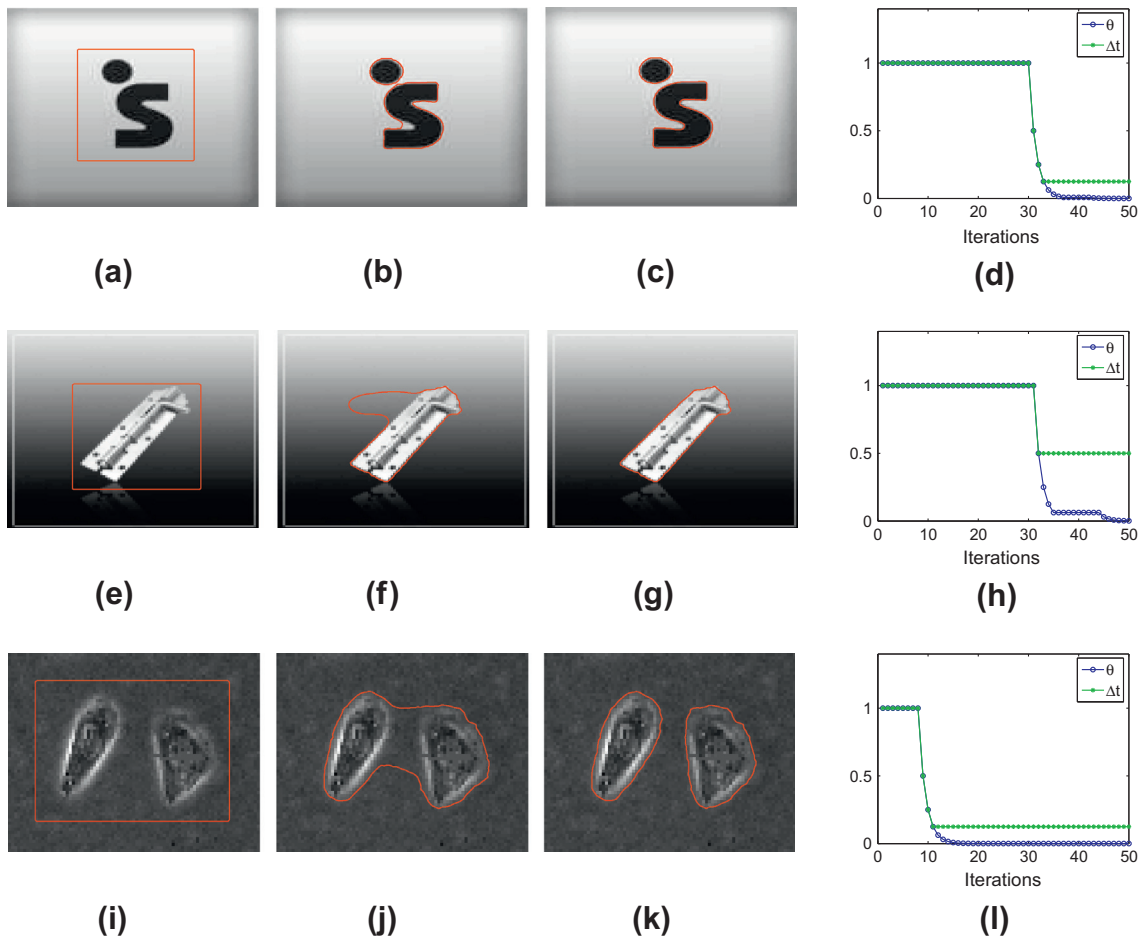 S
θ
Δt
1
0.5
0
0 10 20 30 40 50
Iterations
(a) (b) (c) (d)
θ
Δt
1
0.5
0
0 10 20 30 40 50
Iterations
(e) (f) (g) (h)
θ
Δt
1
0.5
0
0 10 20 30 40 50
Iterations
(i) (j) (k) (l)